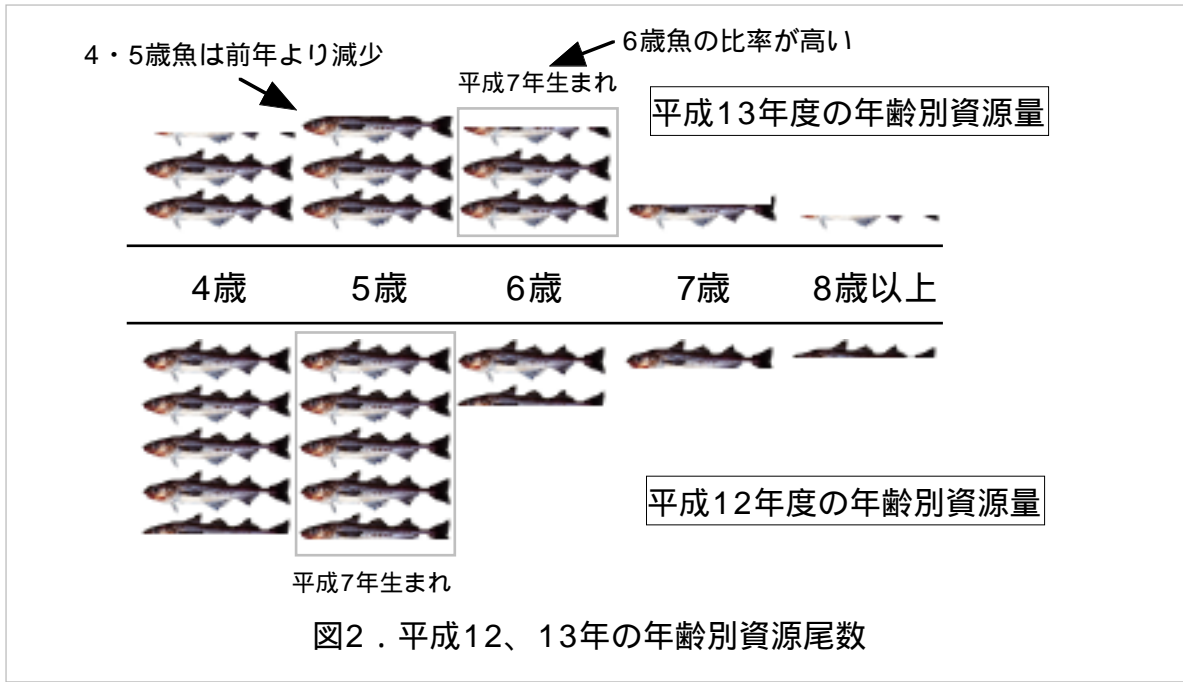 4・5歳魚は前年より減少
6歳魚の比率が高い
平成7年生まれ
平成13年度の年齢別資源量
4歳 5歳 6歳 7歳 8歳以上
平成12年度の年齢別資源量
平成7年生まれ
図2．平成12、13年の年齢別資源尾数